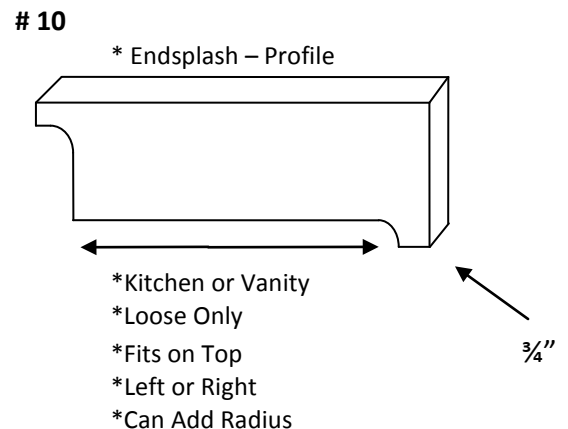 # 10
* Endsplash – Profile
*Kitchen or Vanity
*Loose Only
*Fits on Top
*Left or Right
*Can Add Radius
¾”